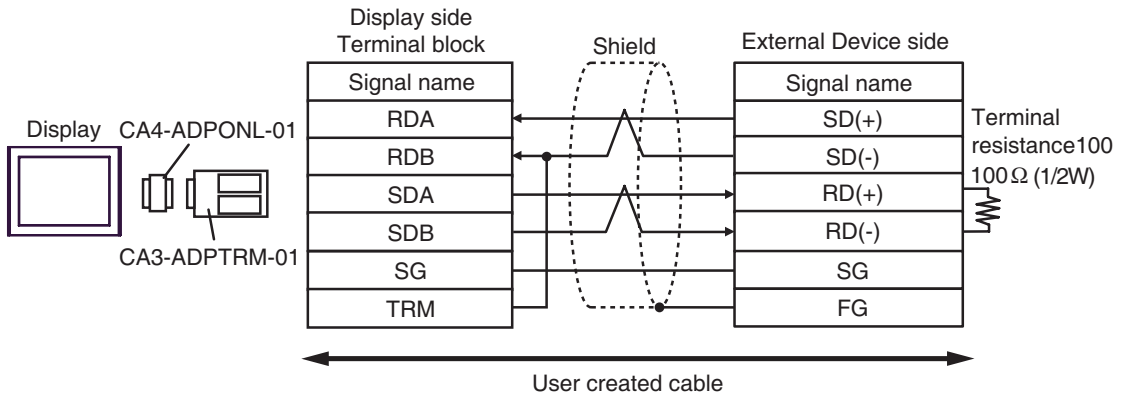 Display side
Terminal block
Shield
External Device side
Signal name
Signal name
RDA
SD(+)
Terminal
resistance100
100Ω (1/2W)
Display
CA4-ADPONL-01
RDB
SD(-)
SDA
RD(+)
SDB
RD(-)
CA3-ADPTRM-01
SG
SG
TRM
FG
User created cable